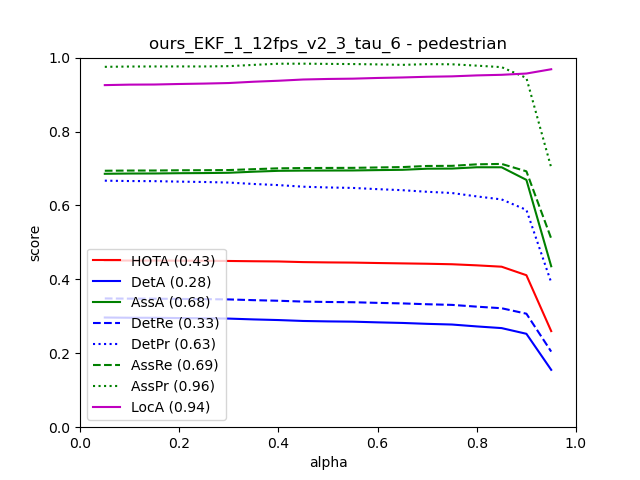 ours_EKF_1_12fps_v2_3_tau_6 - pedestrian
1.0
0.8
0.6
0.4
0.2
0.0
score
HOTA (0.43)
DetA (0.28)
AssA (0.68)
DetRe (0.33)
DetPr (0.63)
AssRe (0.69)
AssPr (0.96)
LocA (0.94)
0.0 0.2 0.4 0.6 0.8 1.0
alpha